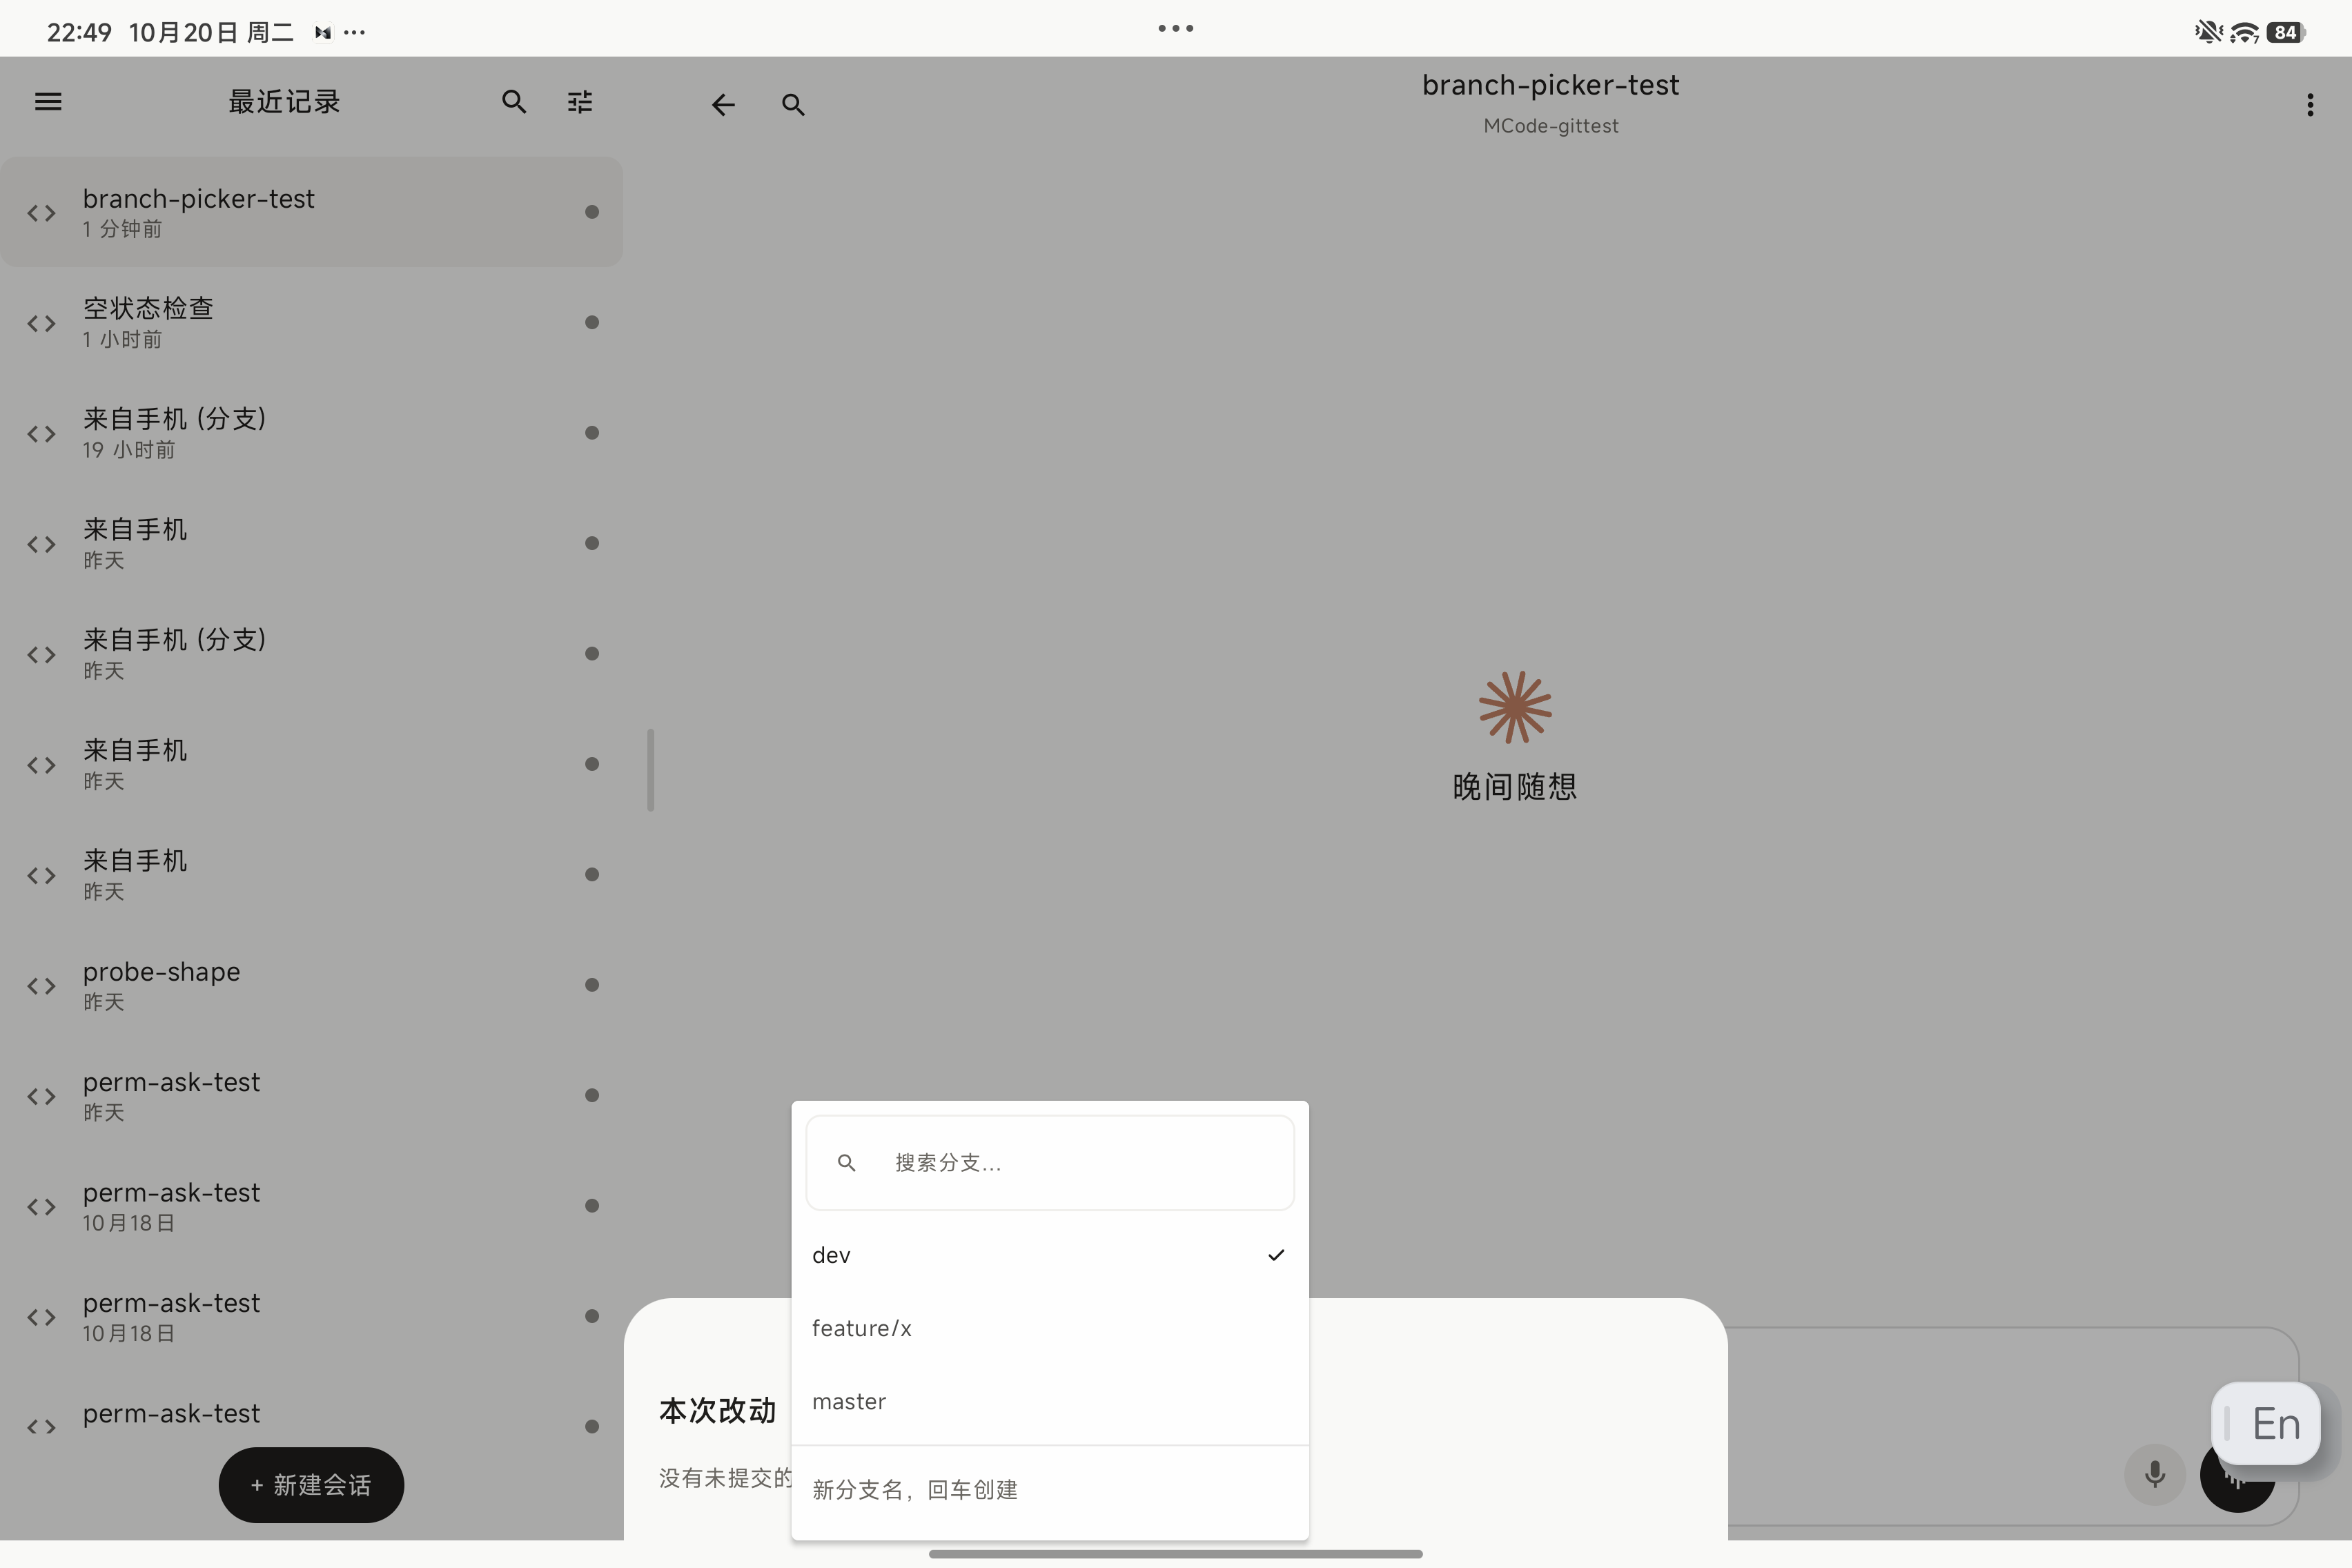 22:49 10月20日 周二
84
最近记录
branch-picker-test
1 分钟前
空状态检查
1 小时前
来自手机 (分支)
19 小时前
来自手机
昨天
来自手机 (分支)
昨天
来自手机
昨天
来自手机
昨天
probe-shape
昨天
perm-ask-test
昨天
perm-ask-test
10月18日
perm-ask-test
10月18日
perm-ask-test
+ 新建会话
branch-picker-test
MCode-gittest
晚间随想
搜索分支...
dev
feature/x
master
新分支名，回车创建
本次改动
没有未提交的
En